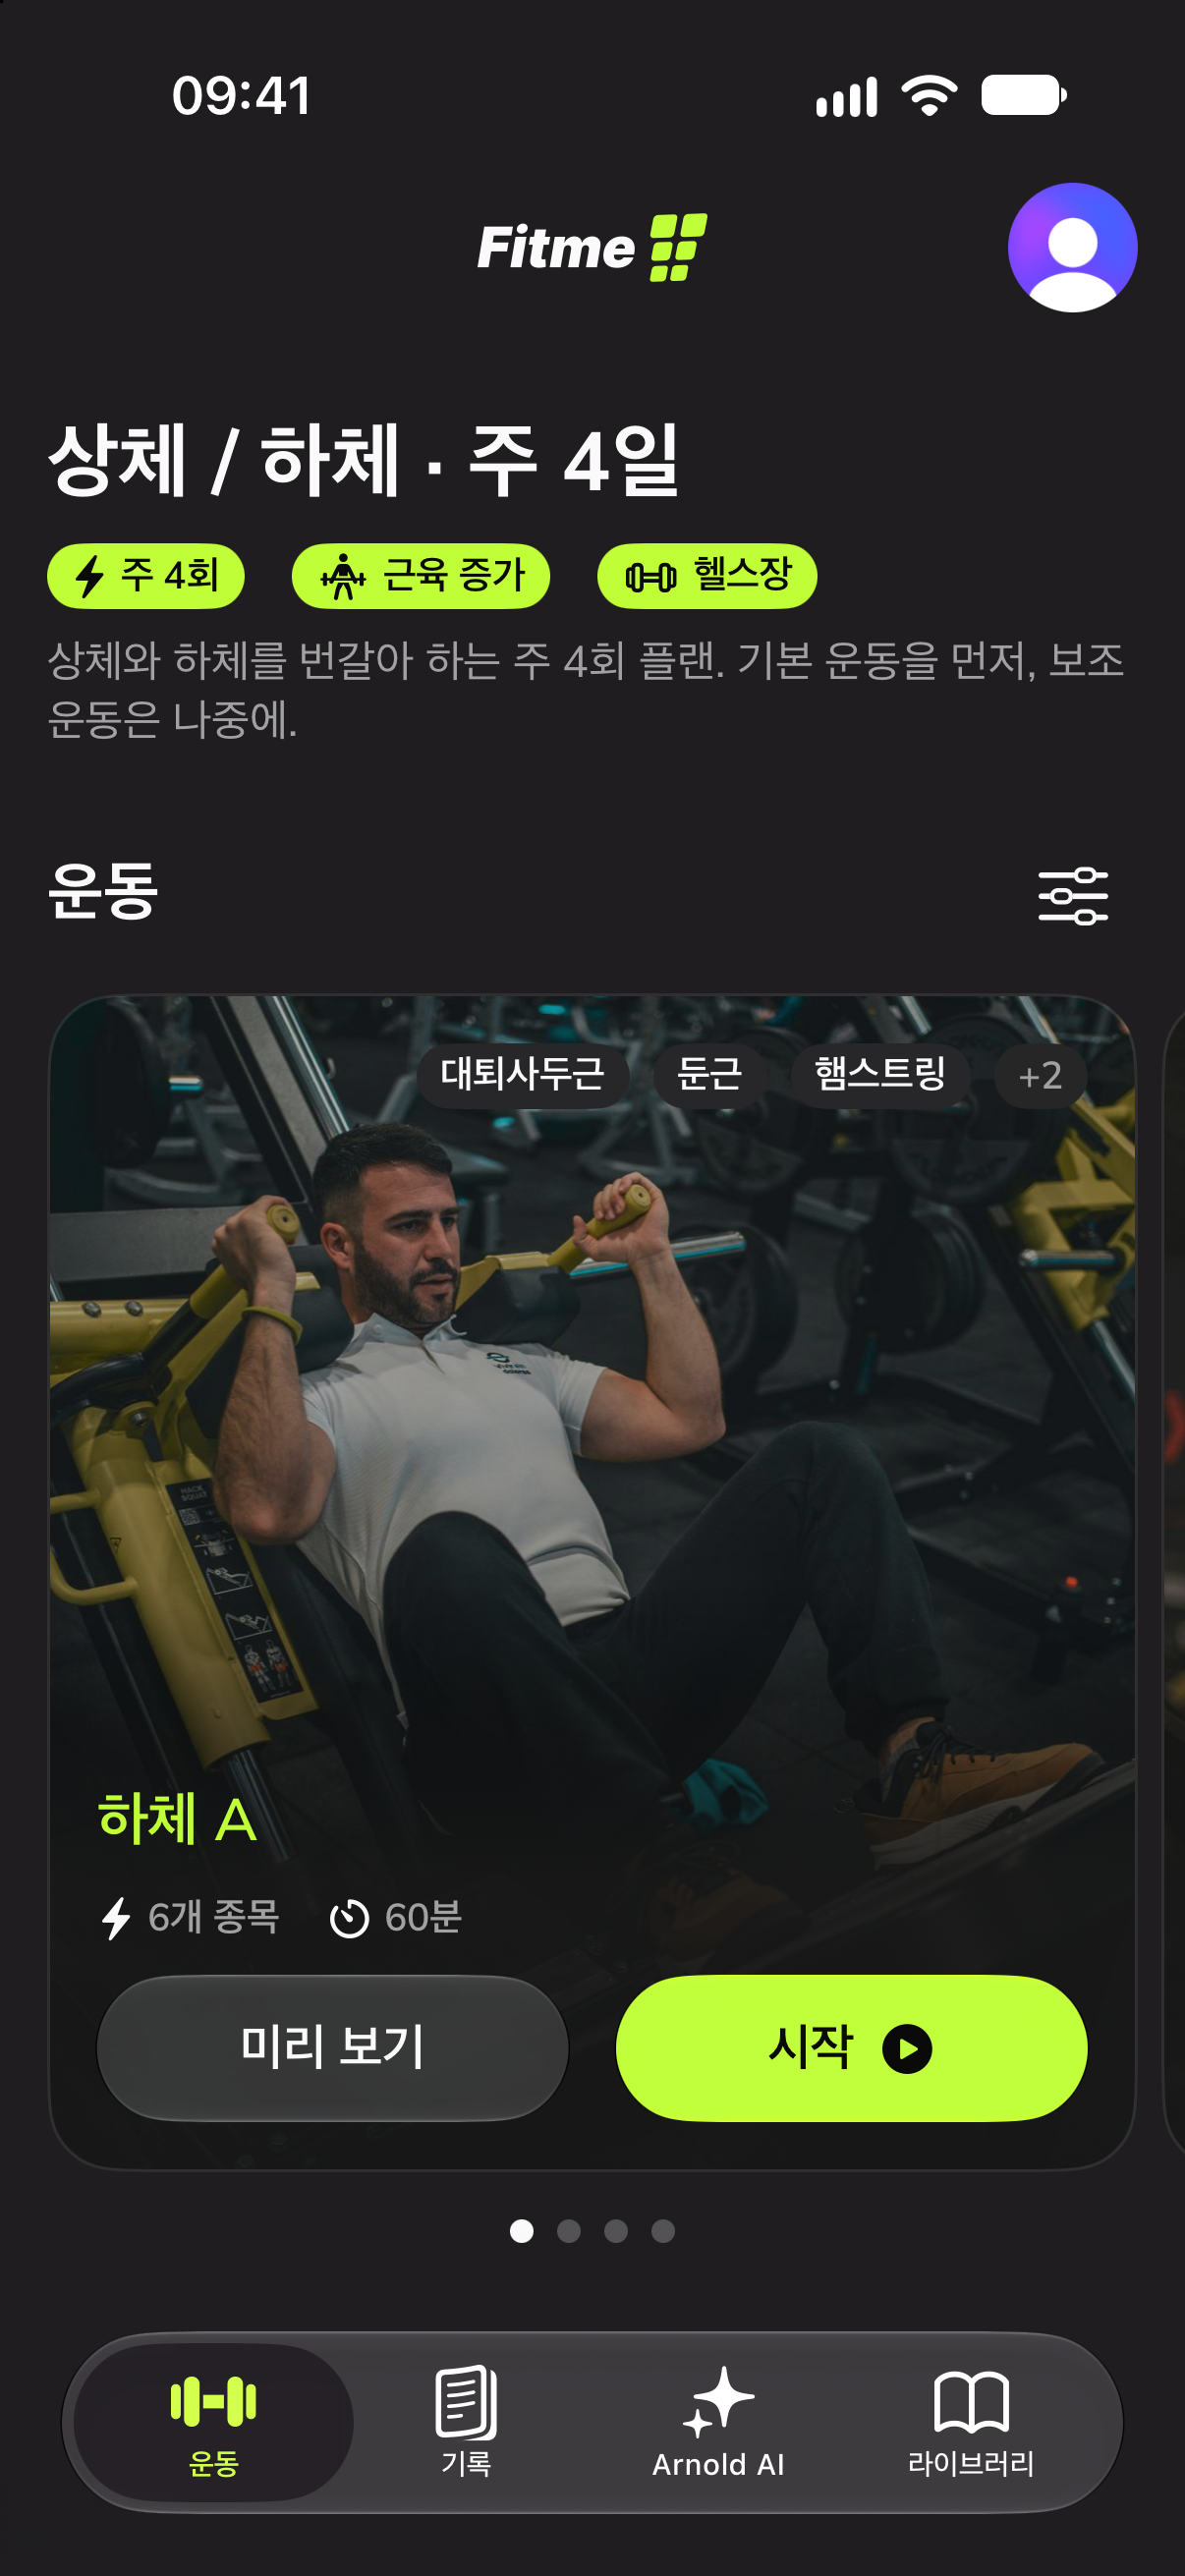 09:41
Fitme
상체 / 하체 · 주 4일
주 4회
근육 증가
헬스장
상체와 하체를 번갈아 하는 주 4회 플랜. 기본 운동을 먼저, 보조
운동은 나중에.
운동
대퇴사두근
둔근
햄스트링
+2
HACK
SQUAT
하체 A
6개 종목
60분
미리 보기
시작
운동
기록
Arnold AI
라이브러리